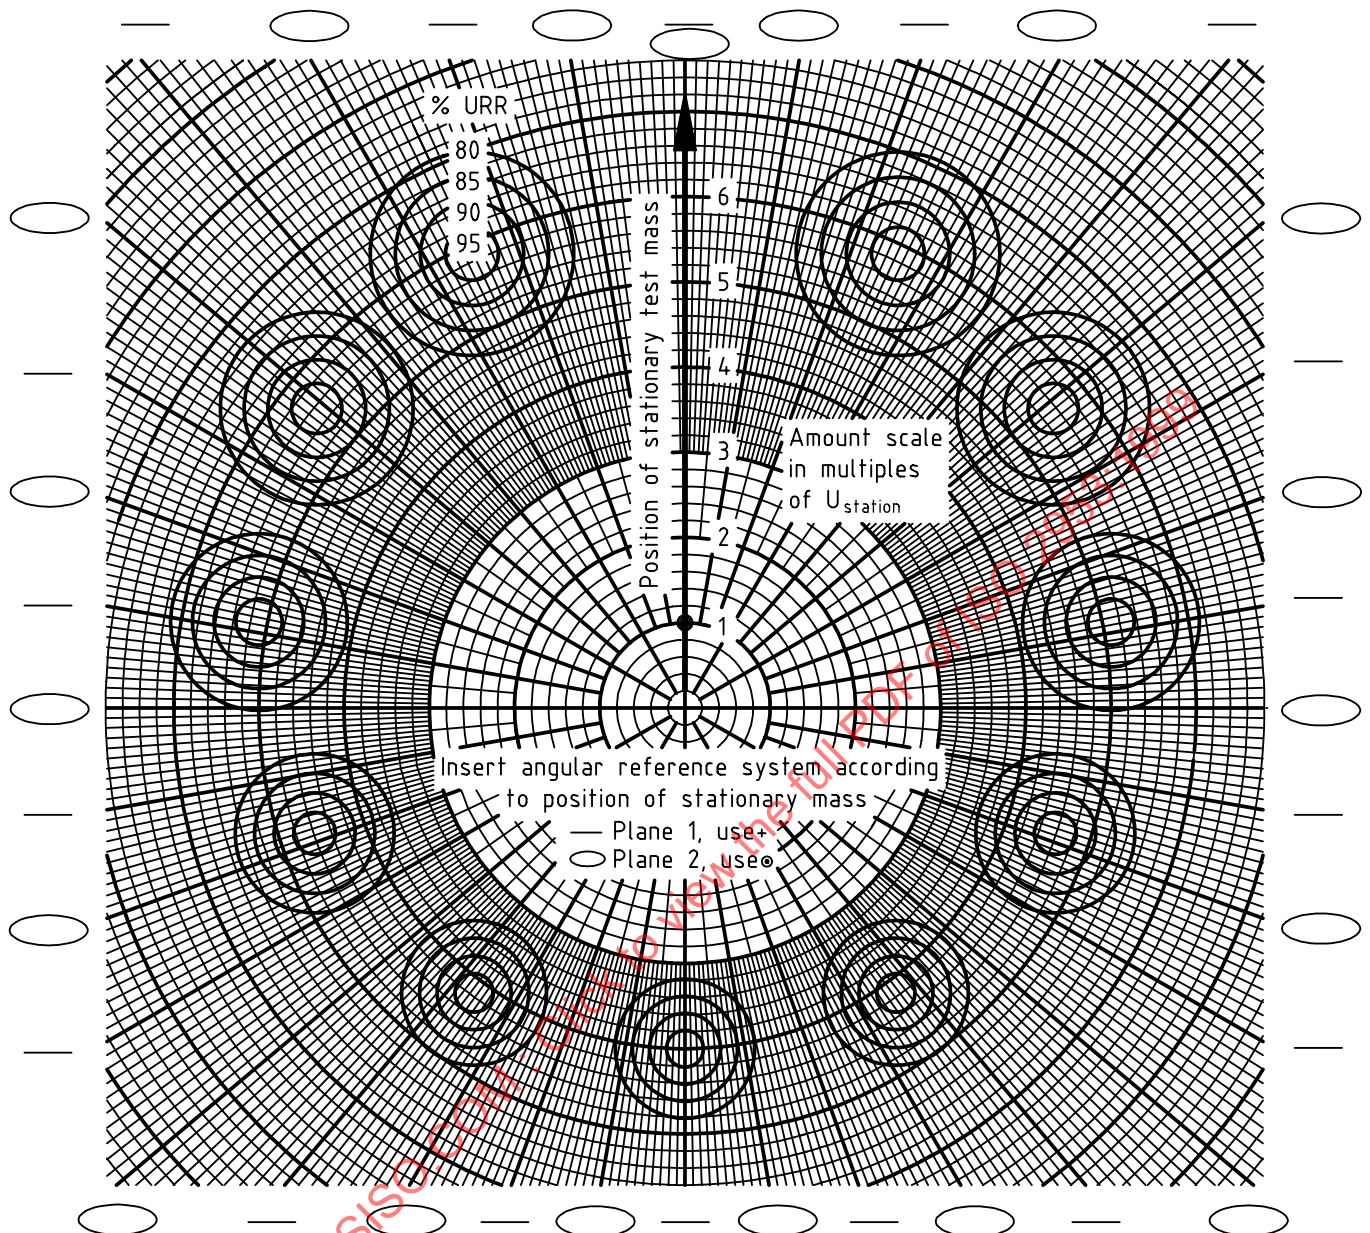 % URR
80
85
90
95
Position of stationary test mass
6
5
4
3
2
1
Amount scale
in multiples
of Ustation
Insert angular reference system according
to position of stationary mass
Plane 1, use+
Plane 2, use⊙
SISO.COM : Click to view the full PDF of ISO 2953:1999